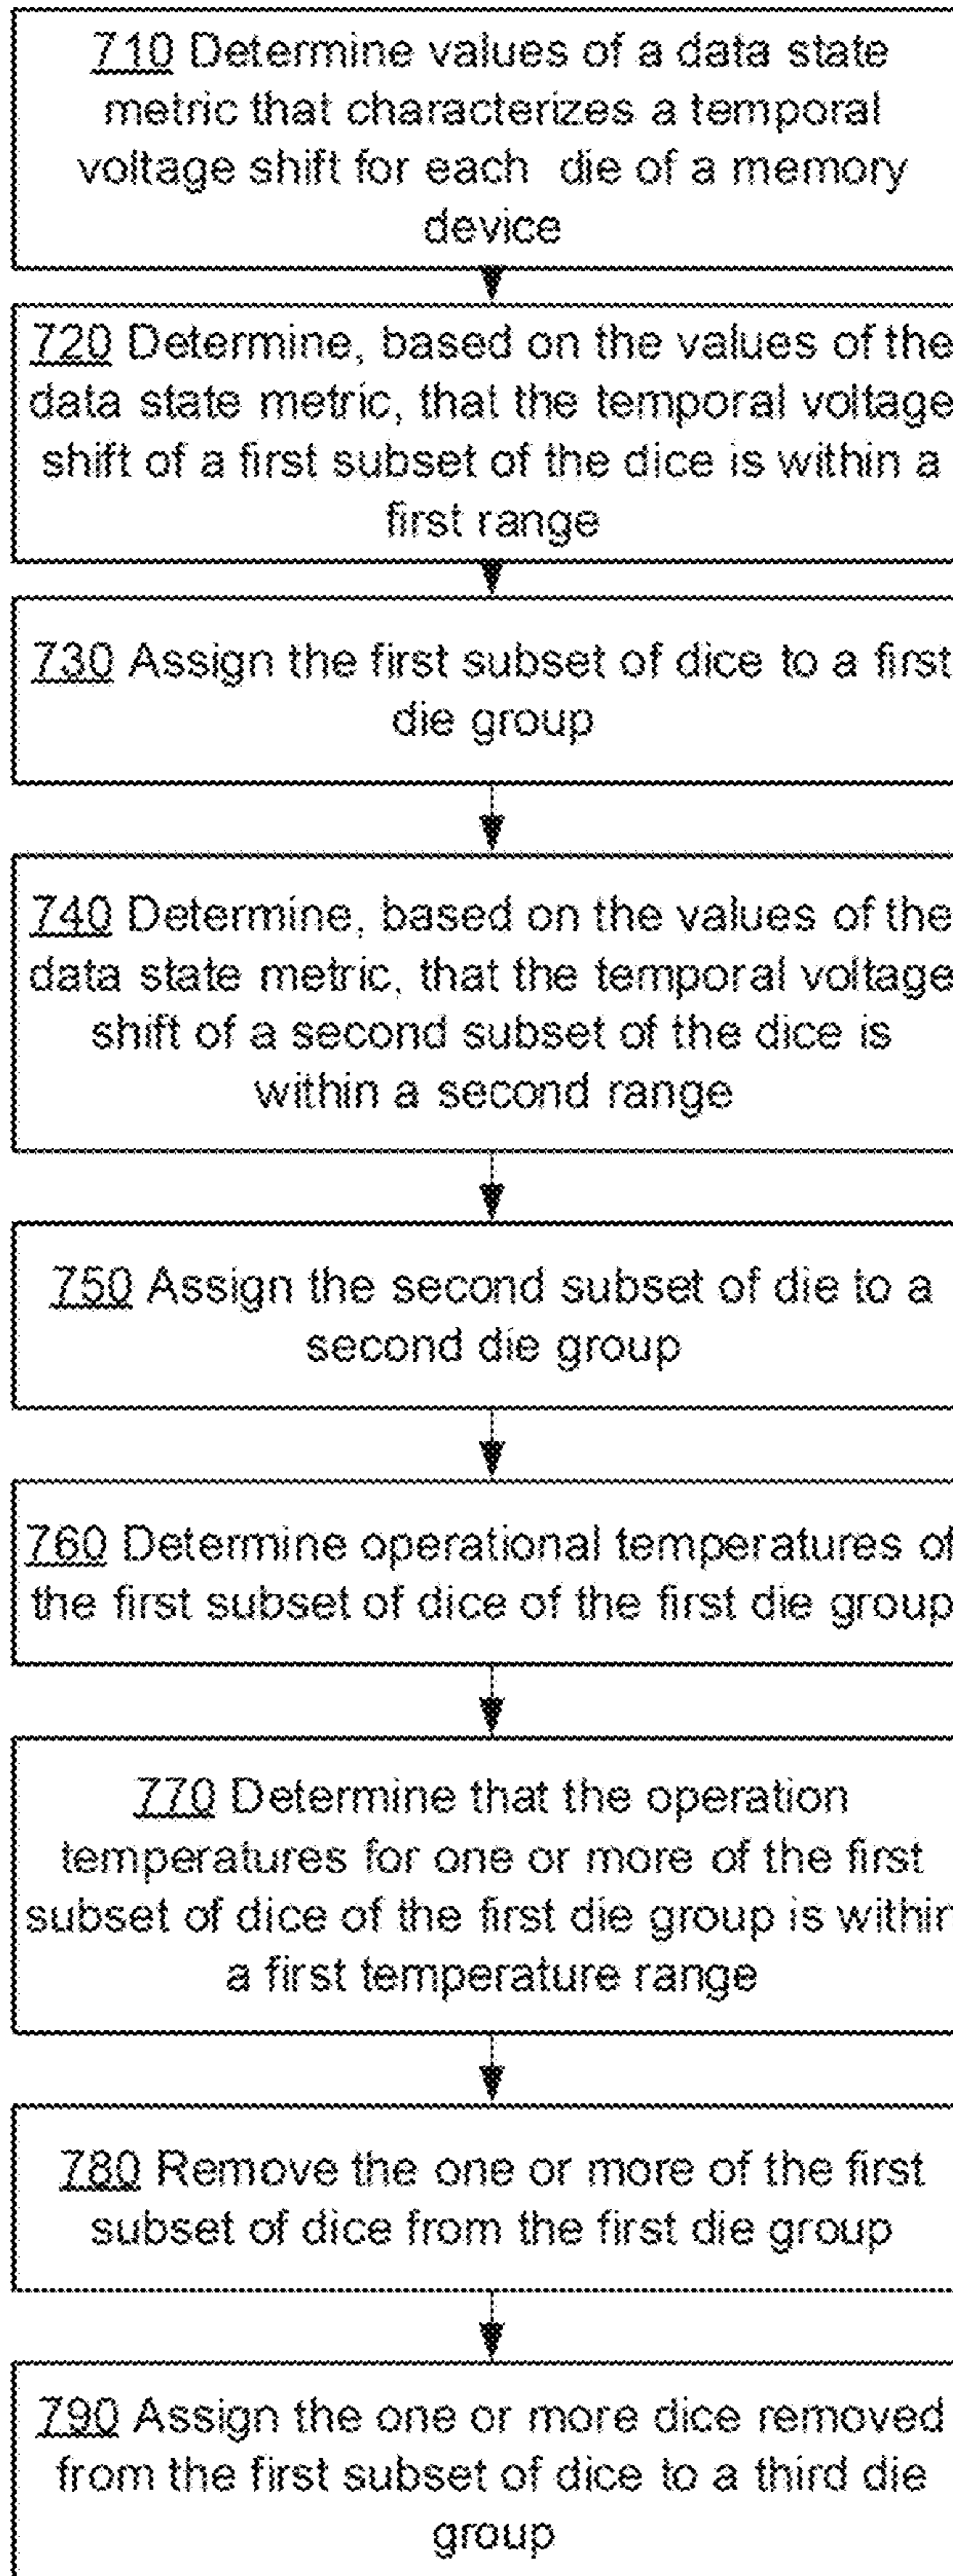 710 Determine values of a data state
metric that characterizes a temporal
voltage shift for each die of a memory
device
720 Determine, based on the values of the
data state metric, that the temporal voltage
shift of a first subset of the dice is within a
first range
730 Assign the first subset of dice to a first
die group
740 Determine, based on the values of the
data state metric, that the temporal voltage
shift of a second subset of the dice is
within a second range
750 Assign the second subset of die to a
second die group
760 Determine operational temperatures of
the first subset of dice of the first die group
770 Determine that the operation
temperatures for one or more of the first
subset of dice of the first die group is within
a first temperature range
780 Remove the one or more of the first
subset of dice from the first die group
790 Assign the one or more dice removed
from the first subset of dice to a third die
group